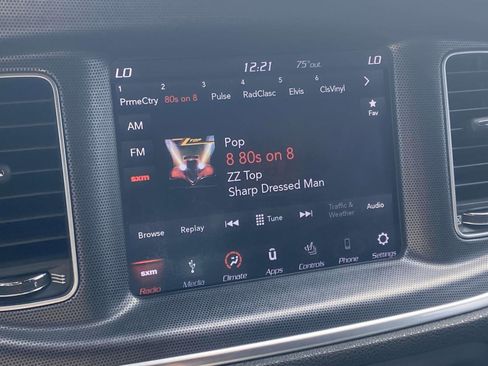 LO 12:21 75°out. LO
1 2 3 4 5 6
PrmeCtry 80s on 8 Pulse RadClasc Elvis ClsVinyl
AM
Fav
FM
sxm
ZZ TOP
Pop
8 80s on 8
ZZ Top
Sharp Dressed Man
Browse Replay Tune Traffic & Weather Audio
sxm
Radio Media Climate Apps Controls Phone Settings